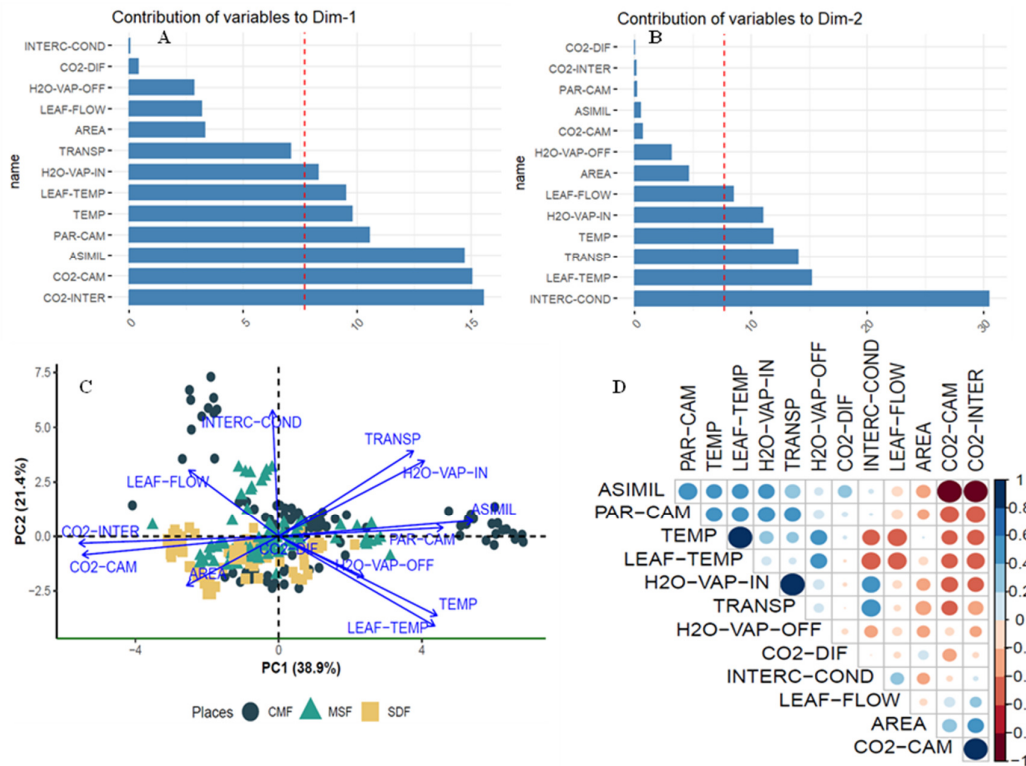 Contribution of variables to Dim-1
A
name
INTERC-COND
CO2-DIF
H2O-VAP-OFF
LEAF-FLOW
AREA
TRANSP
H2O-VAP-IN
LEAF-TEMP
TEMP
PAR-CAM
ASIMIL
CO2-CAM
CO2-INTER
0 5 10 15
Contribution of variables to Dim-2
B
name
CO2-DIF
CO2-INTER
PAR-CAM
ASIMIL
CO2-CAM
H2O-VAP-OFF
AREA
LEAF-FLOW
H2O-VAP-IN
TEMP
TRANSP
LEAF-TEMP
INTERC-COND
0 10 20 30
C
PC2 (21.4%)
7.5
5.0
2.5
0.0
−2.5
INTERC−COND
TRANSP
H2O−VAP−IN
LEAF−FLOW
ASIMIL
CO2−INTER
PAR−CAM
CO2−DIF
H2O−VAP−OFF
CO2−CAM
AREA
TEMP
LEAF−TEMP
−4 0 4
PC1 (38.9%)
Places CMF MSF SDF
D
PAR−CAM
TEMP
LEAF−TEMP
H2O−VAP−IN
TRANSP
H2O−VAP−OFF
CO2−DIF
INTERC−COND
LEAF−FLOW
AREA
CO2−CAM
CO2−INTER
ASIMIL
PAR−CAM
TEMP
LEAF−TEMP
H2O−VAP−IN
TRANSP
H2O−VAP−OFF
CO2−DIF
INTERC−COND
LEAF−FLOW
AREA
CO2−CAM
1
0.8
0.6
0.4
0.2
0
−1